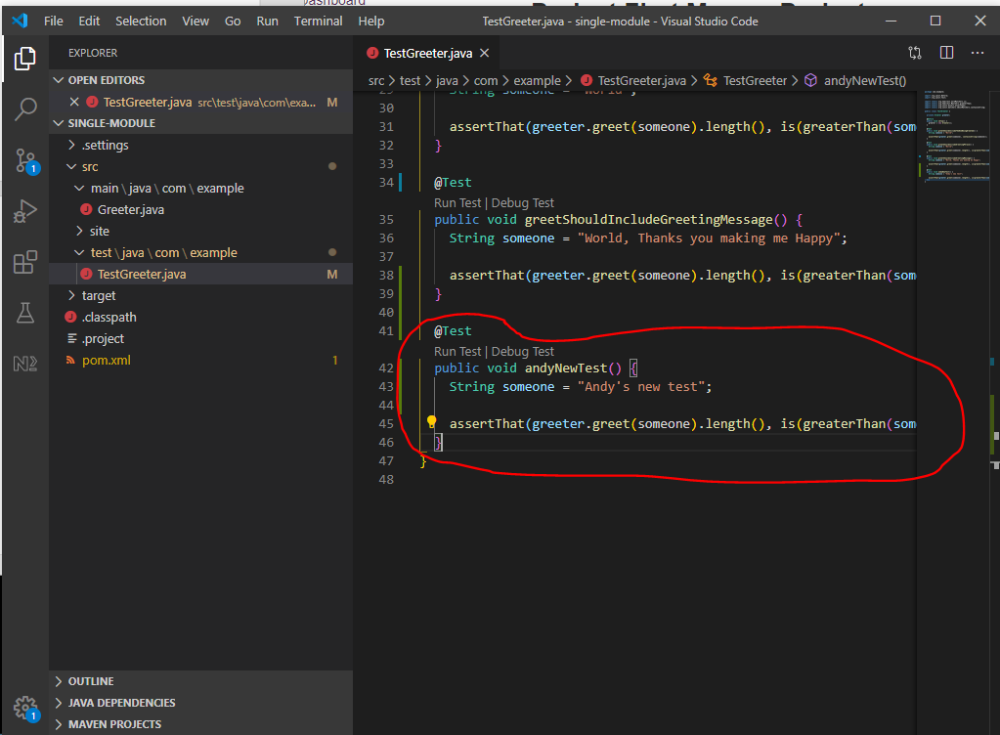 Dashboard
File Edit Selection View Go Run Terminal Help TestGreeter.java - single-module - Visual Studio Code
EXPLORER
OPEN EDITORS
TestGreeter.java src\test\java\com\exa... M
SINGLE-MODULE
.settings
src
main \ java \ com \ example
Greeter.java
site
test \ java \ com \ example
TestGreeter.java M
target
.classpath
.project
pom.xml 1
OUTLINE
JAVA DEPENDENCIES
MAVEN PROJECTS
1
1
TestGreeter.java
src > test > java > com > example > TestGreeter.java > TestGreeter > andyNewTest()
29 String someone = "World";
30
31 assertThat(greeter.greet(someone).length(), is(greaterThan(som
32 }
33
34 @Test
Run Test | Debug Test
35 public void greetShouldIncludeGreetingMessage() {
36 String someone = "World, Thanks you making me Happy";
37
38 assertThat(greeter.greet(someone).length(), is(greaterThan(som
39 }
40
41 @Test
Run Test | Debug Test
42 public void andyNewTest() {
43 String someone = "Andy's new test";
44
45 assertThat(greeter.greet(someone).length(), is(greaterThan(som
46 }
47 }
48